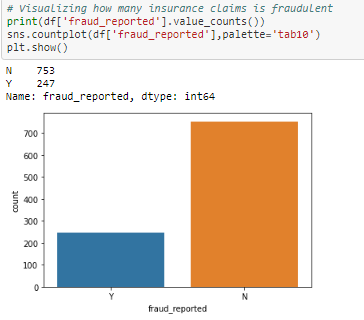 # Visualizing how many insurance claims is fraudulent
print(df['fraud_reported'].value_counts())
sns.countplot(df['fraud_reported'],palette='tab10')
plt.show()
N    753
Y    247
Name: fraud_reported, dtype: int64
700
600
500
400
300
200
100
0
count
Y
N
fraud_reported